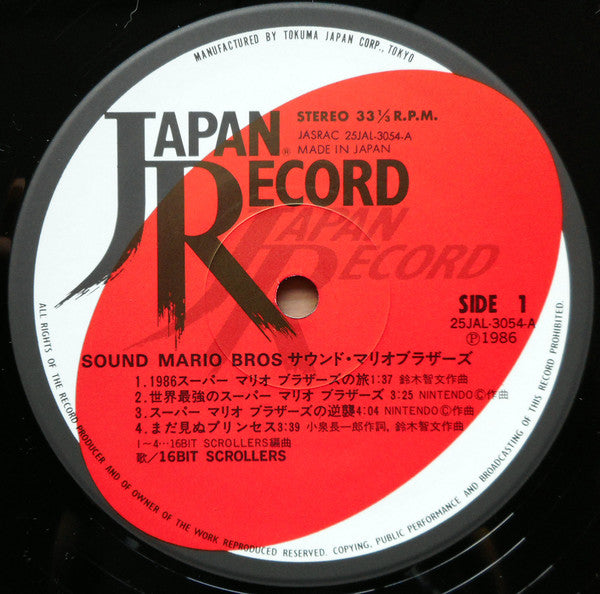 MANUFACTURED BY TOKUMA JAPAN CORP., TOKYO
JAPAN RECORD®
STEREO 33⅓ R.P.M.
JASRAC 25JAL-3054-A
MADE IN JAPAN
JAPAN RECORD
SIDE 1
25JAL-3054-A
Ⓟ1986
SOUND MARIO BROS サウンド・マリオブラザーズ
1.1986スーパー マリオ ブラザーズの旅1:37 鈴木智文作曲
2.世界最強のスーパー マリオ ブラザーズ 3:25 NINTENDO©作曲
3.スーパー マリオ ブラザーズの逆襲4:04 NINTENDO©作曲
4.まだ見ぬプリンセス3:39 小泉長一郎作詞, 鈴木智文作曲
1~4…16BIT SCROLLERS編曲
歌/16BIT SCROLLERS
ALL RIGHTS OF THE RECORD PRODUCER AND OF OWNER OF THE WORK REPRODUCED RESERVED. COPYING, PUBLIC PERFORMANCE AND BROADCASTING OF THIS RECORD PROHIBITED.